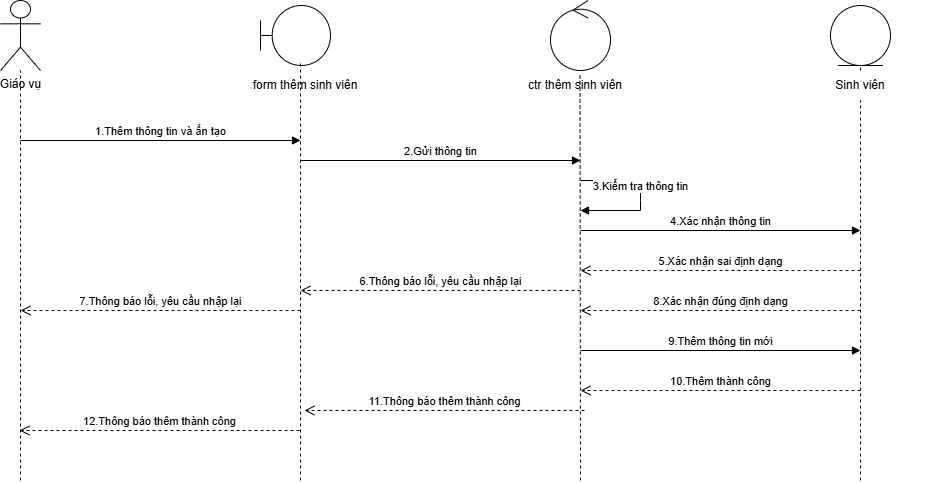 Giáo vụ
form thêm sinh viên
ctr thêm sinh viên
Sinh viên
1.Thêm thông tin và ấn tạo
2.Gửi thông tin
3.Kiểm tra thông tin
4.Xác nhận thông tin
5.Xác nhận sai định dạng
6.Thông báo lỗi, yêu cầu nhập lại
7.Thông báo lỗi, yêu cầu nhập lại
8.Xác nhận đúng định dạng
9.Thêm thông tin mới
10.Thêm thành công
11.Thông báo thêm thành công
12.Thông báo thêm thành công